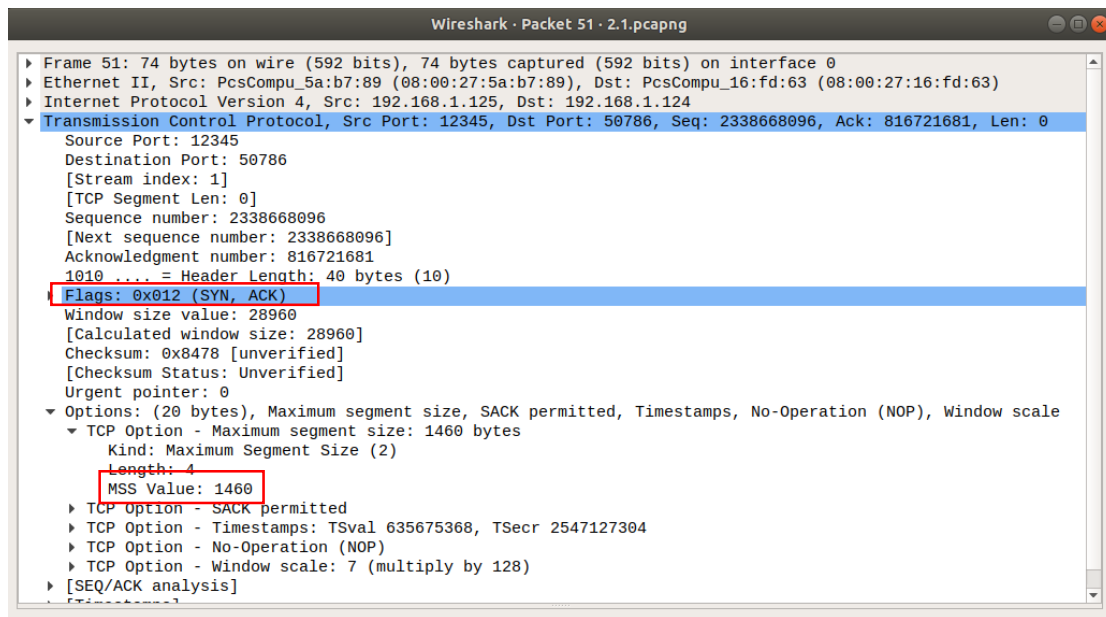 Wireshark · Packet 51 · 2.1.pcapng
Frame 51: 74 bytes on wire (592 bits), 74 bytes captured (592 bits) on interface 0
Ethernet II, Src: PcsCompu_5a:b7:89 (08:00:27:5a:b7:89), Dst: PcsCompu_16:fd:63 (08:00:27:16:fd:63)
Internet Protocol Version 4, Src: 192.168.1.125, Dst: 192.168.1.124
Transmission Control Protocol, Src Port: 12345, Dst Port: 50786, Seq: 2338668096, Ack: 816721681, Len: 0
Source Port: 12345
Destination Port: 50786
[Stream index: 1]
[TCP Segment Len: 0]
Sequence number: 2338668096
[Next sequence number: 2338668096]
Acknowledgment number: 816721681
1010 .... = Header Length: 40 bytes (10)
Flags: 0x012 (SYN, ACK)
Window size value: 28960
[Calculated window size: 28960]
Checksum: 0x8478 [unverified]
[Checksum Status: Unverified]
Urgent pointer: 0
Options: (20 bytes), Maximum segment size, SACK permitted, Timestamps, No-Operation (NOP), Window scale
TCP Option - Maximum segment size: 1460 bytes
Kind: Maximum Segment Size (2)
Length: 4
MSS Value: 1460
TCP Option - SACK permitted
TCP Option - Timestamps: TSval 635675368, TSecr 2547127304
TCP Option - No-Operation (NOP)
TCP Option - Window scale: 7 (multiply by 128)
[SEQ/ACK analysis]
[Timestamps]